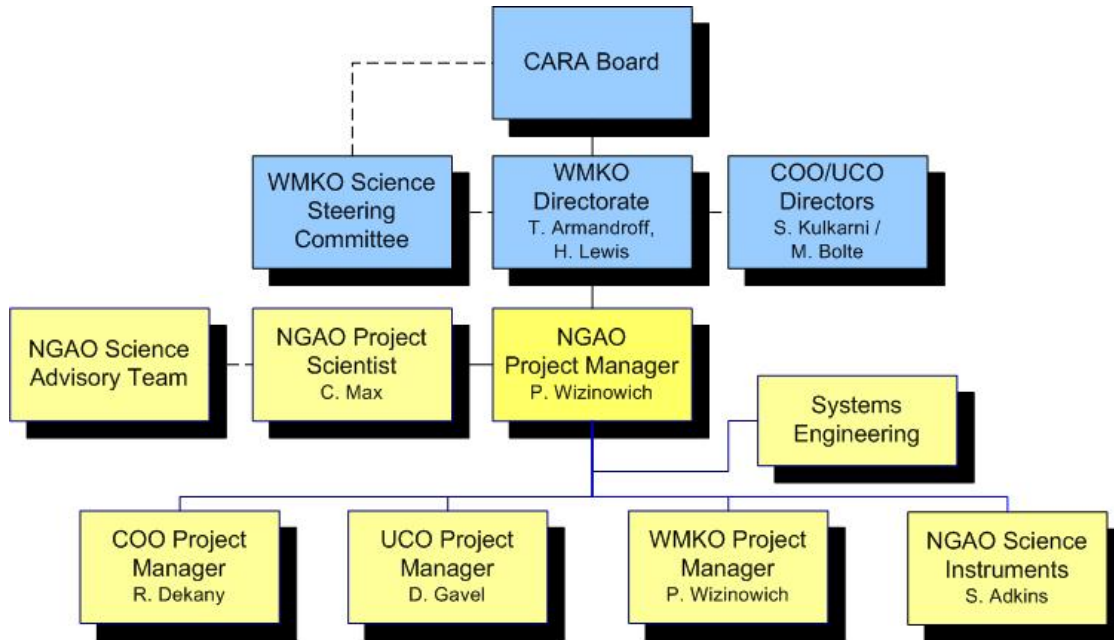 CARA Board
WMKO Science
Steering
Committee
WMKO
Directorate
T. Armandroff,
H. Lewis
COO/UCO
Directors
S. Kulkarni /
M. Bolte
NGAO Science
Advisory Team
NGAO Project
Scientist
C. Max
NGAO
Project Manager
P. Wizinowich
Systems
Engineering
COO Project
Manager
R. Dekany
UCO Project
Manager
D. Gavel
WMKO Project
Manager
P. Wizinowich
NGAO Science
Instruments
S. Adkins